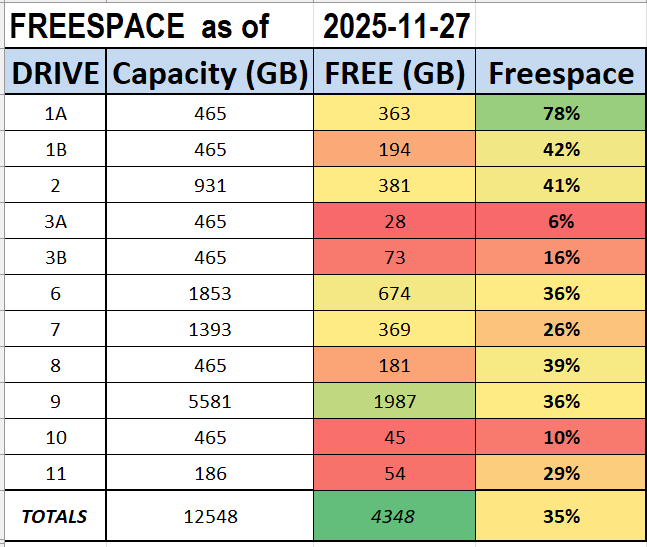 FREESPACE as of 2025-11-27
DRIVE Capacity (GB) FREE (GB) Freespace
1A 465 363 78%
1B 465 194 42%
2 931 381 41%
3A 465 28 6%
3B 465 73 16%
6 1853 674 36%
7 1393 369 26%
8 465 181 39%
9 5581 1987 36%
10 465 45 10%
11 186 54 29%
TOTALS 12548 4348 35%